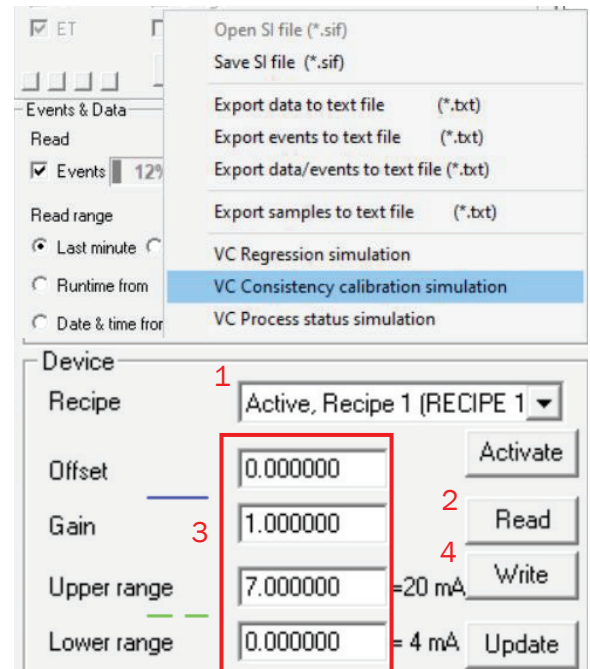 ET
Open SI file (*.sif)
Save SI file (*.sif)
Events & Data
Export data to text file (*.txt)
Read
Export events to text file (*.txt)
Events 12%
Export data/events to text file (*.txt)
Read range
Export samples to text file (*.txt)
Last minute
VC Regression simulation
Runtime from
VC Consistency calibration simulation
Date & time from
VC Process status simulation
Device
1
Recipe
Active, Recipe 1 (RECIPE 1
Offset
0.000000
Activate
Gain
3
1.000000
2
Read
Upper range
7.000000
=20 mA
4
Write
Lower range
0.000000
= 4 mA
Update